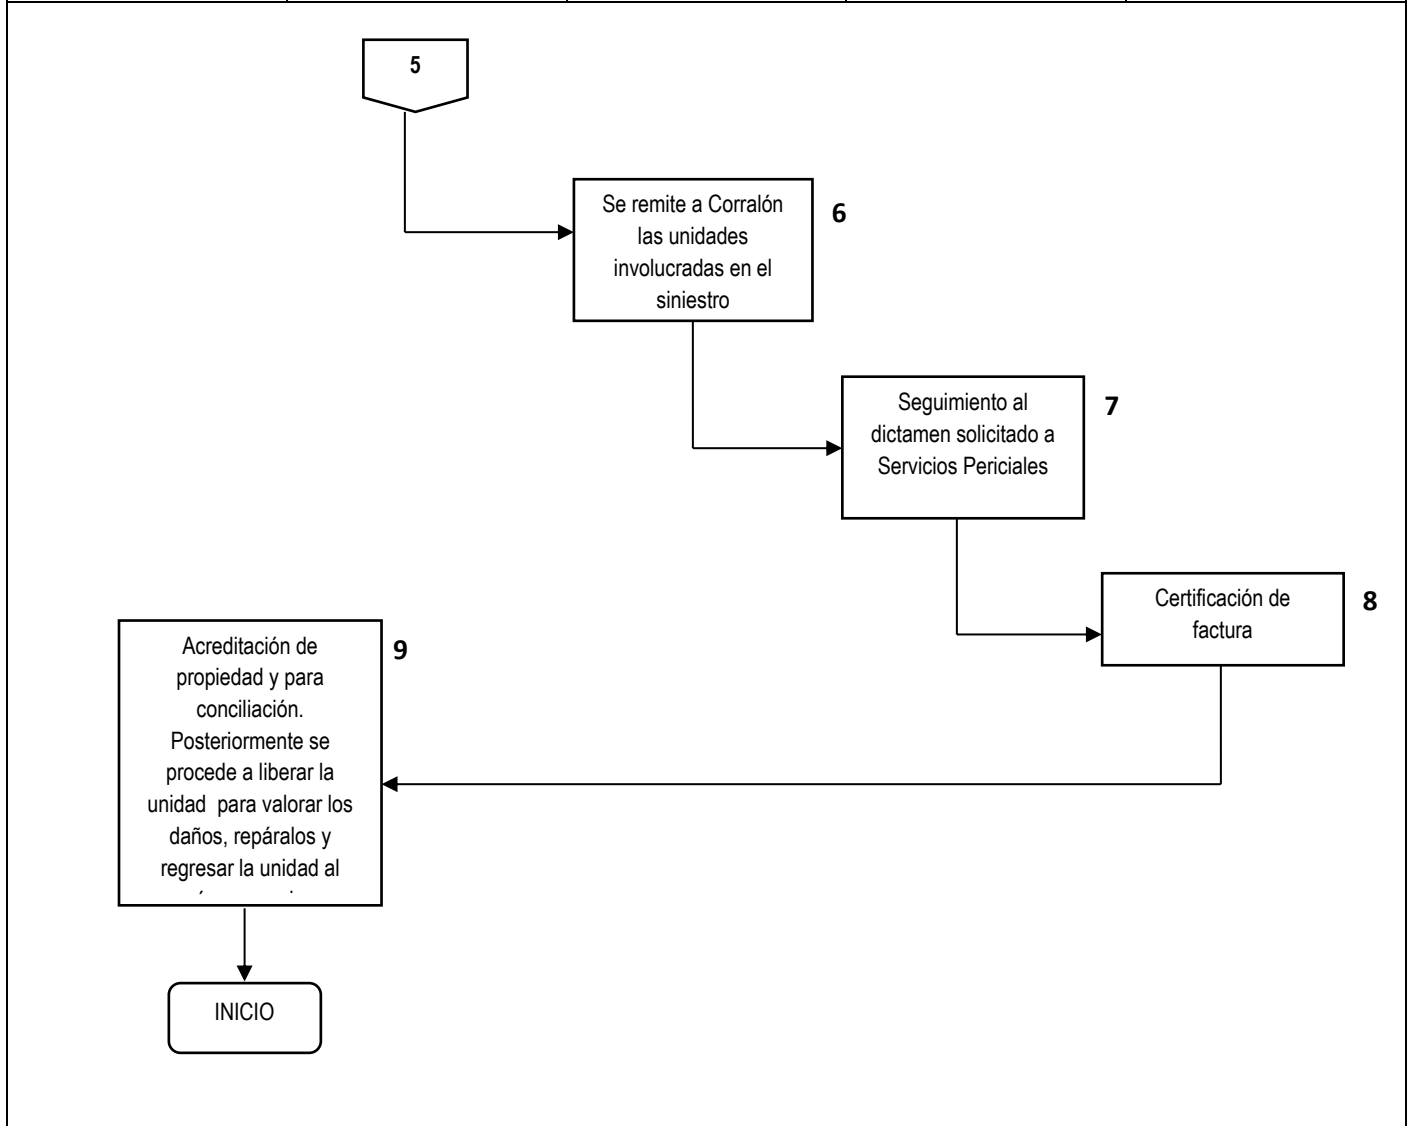 5
Se remite a Corralón
las unidades
involucradas en el
siniestro
6
Seguimiento al
dictamen solicitado a
Servicios Periciales
7
Certificación de
factura
8
Acreditación de
propiedad y para
conciliación.
Posteriormente se
procede a liberar la
unidad para valorar los
daños, repáralos y
regresar la unidad al
9
INICIO